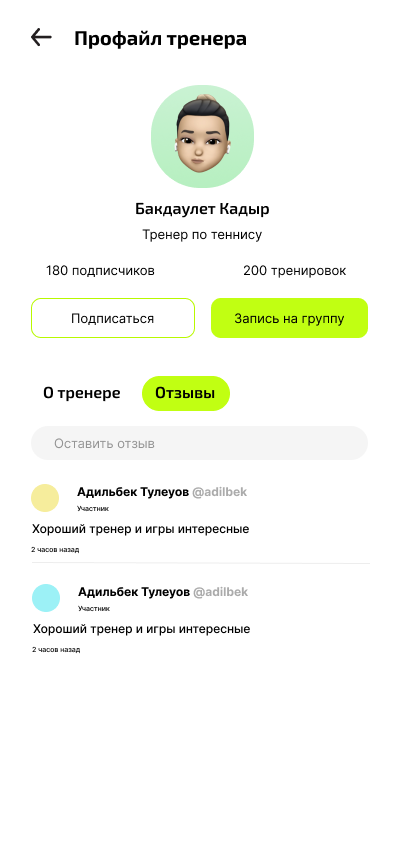 Профайл тренера
Бакдаулет Кадыр
Тренер по теннису
180 подписчиков 200 тренировок
Подписаться Запись на группу
О тренере Отзывы
Оставить отзыв
Адильбек Тулеуов @adilbek
Участник
Хороший тренер и игры интересные
2 часов назад
Адильбек Тулеуов @adilbek
Участник
Хороший тренер и игры интересные
2 часов назад